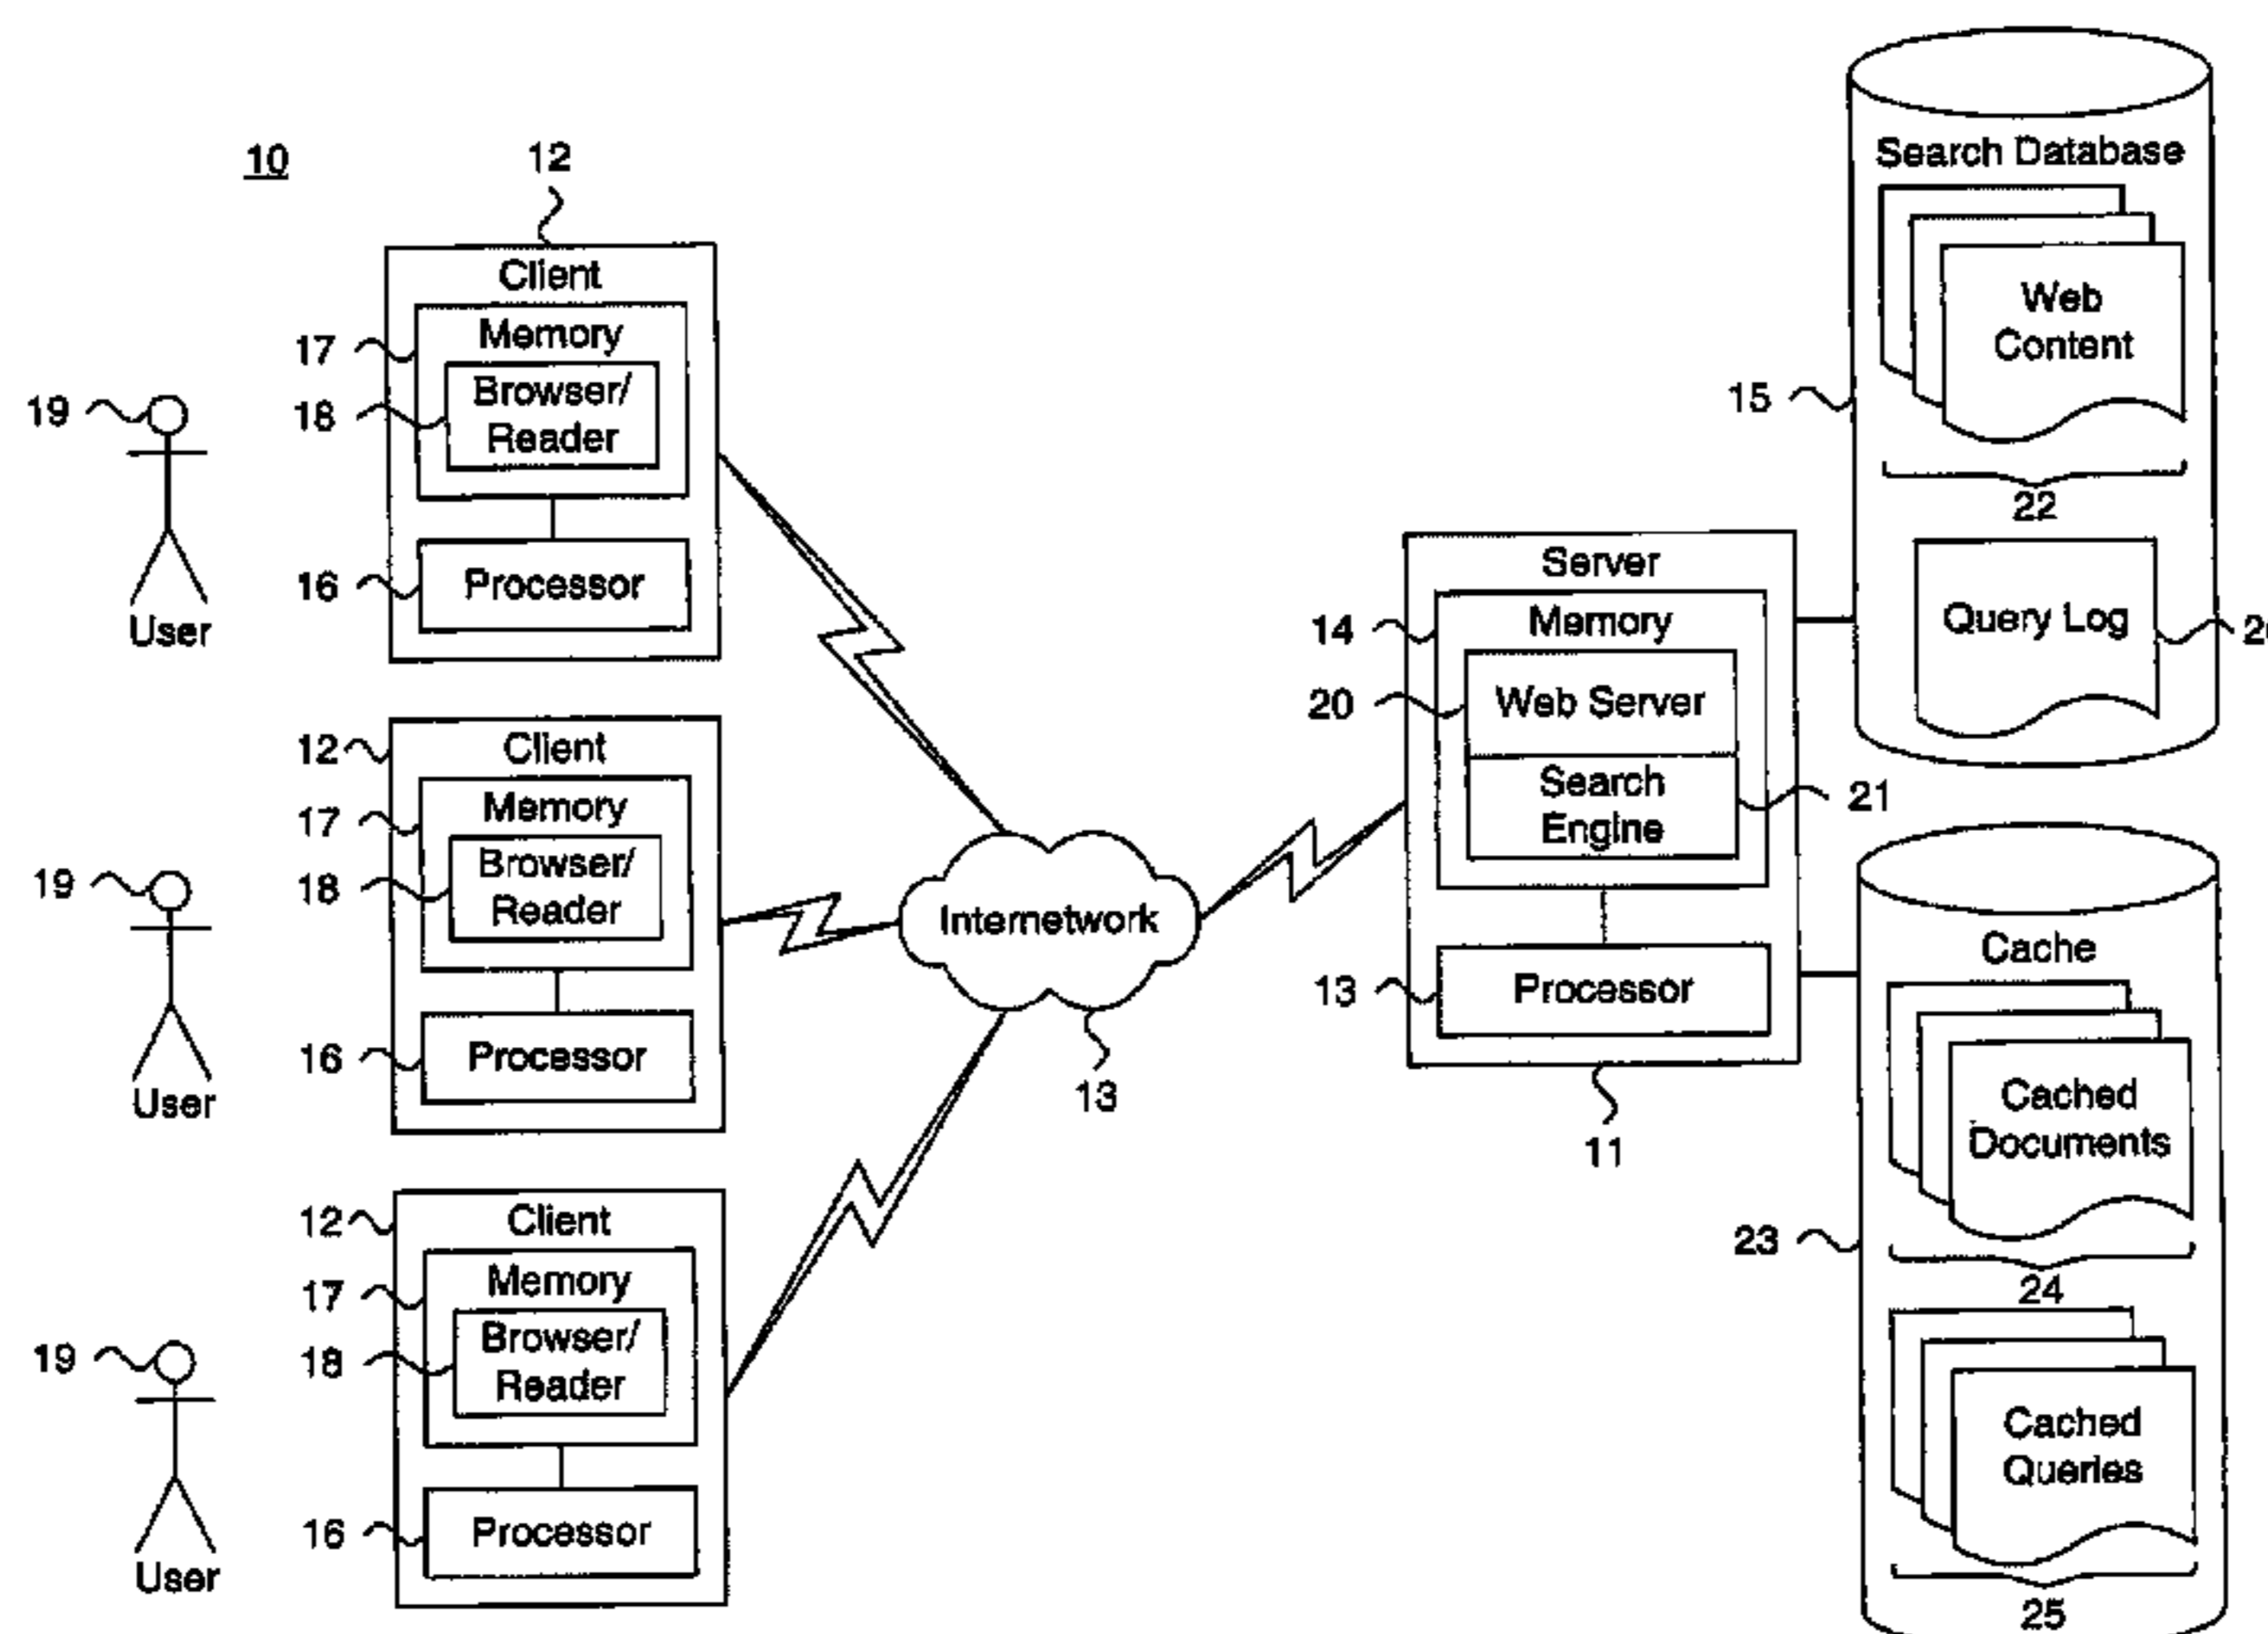 10
12
Client
17
Memory
18
Browser/
Reader
19
16
Processor
User
12
Client
17
Memory
18
Browser/
Reader
19
16
Processor
User
12
Client
17
Memory
18
Browser/
Reader
19
16
Processor
User
Internetwork
13
Server
14
Memory
20
Web Server
Search
Engine
21
13
Processor
11
Search Database
Web
Content
15
22
Query Log
Cache
Cached
Documents
23
24
Cached
Queries
25